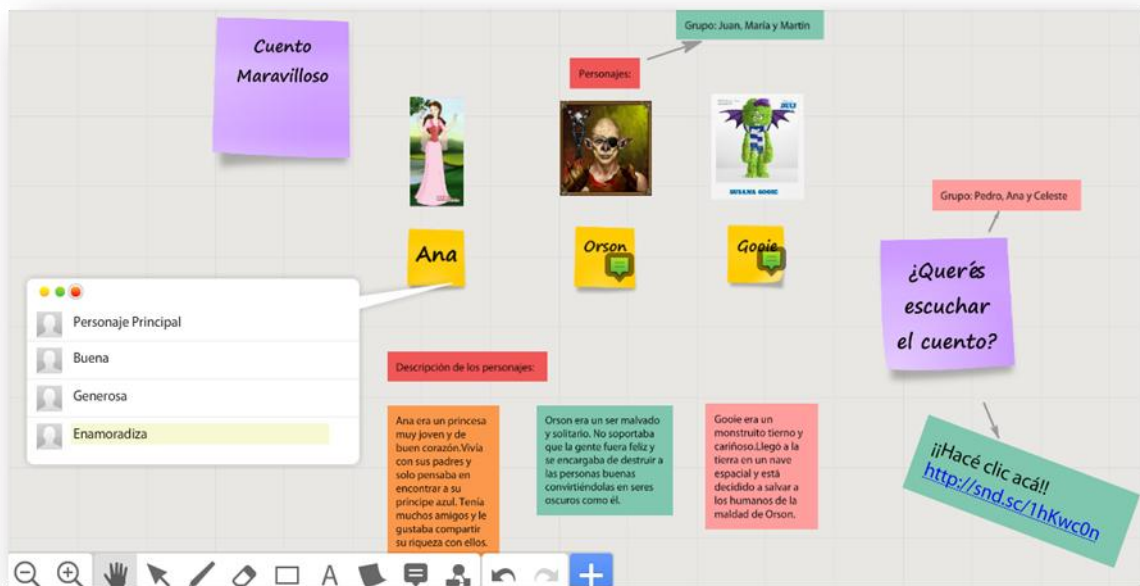 Cuento
Maravilloso
Grupo: Juan, María y Martín
Personajes:
Ana
Orson
Gooie
Grupo: Pedro, Ana y Celeste
¿Querés
escuchar
el cuento?
¡¡Hacé clic acá!!
http://snd.sc/1hKwc0n
Personaje Principal
Buena
Generosa
Enamoradiza
Descripción de los personajes:
Ana era un princesa
muy joven y de
buen corazón.Vivía
con sus padres y
solo pensaba en
encontrar a su
príncipe azul. Tenía
muchos amigos y le
gustaba compartir
su riqueza con ellos.
Orson era un ser malvado
y solitario. No soportaba
que la gente fuera feliz y
se encargaba de destruir a
las personas buenas
convirtiéndolas en seres
oscuros como él.
Gooie era un
monstruito tierno y
cariñoso.Llegó a la
tierra en un nave
espacial y está
decidido a salvar a
los humanos de la
maldad de Orson.
A